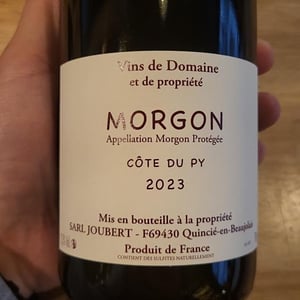 Vins de Domaine
et de propriété
MORGON
Appellation Morgon Protégée
CÔTE DU PY
2023
Mis en bouteille à la propriété
SARL JOUBERT - F69430 Quincié-en-Beaujolais
Produit de France
CONTIENT DES SULFITES NATURELLEMENT